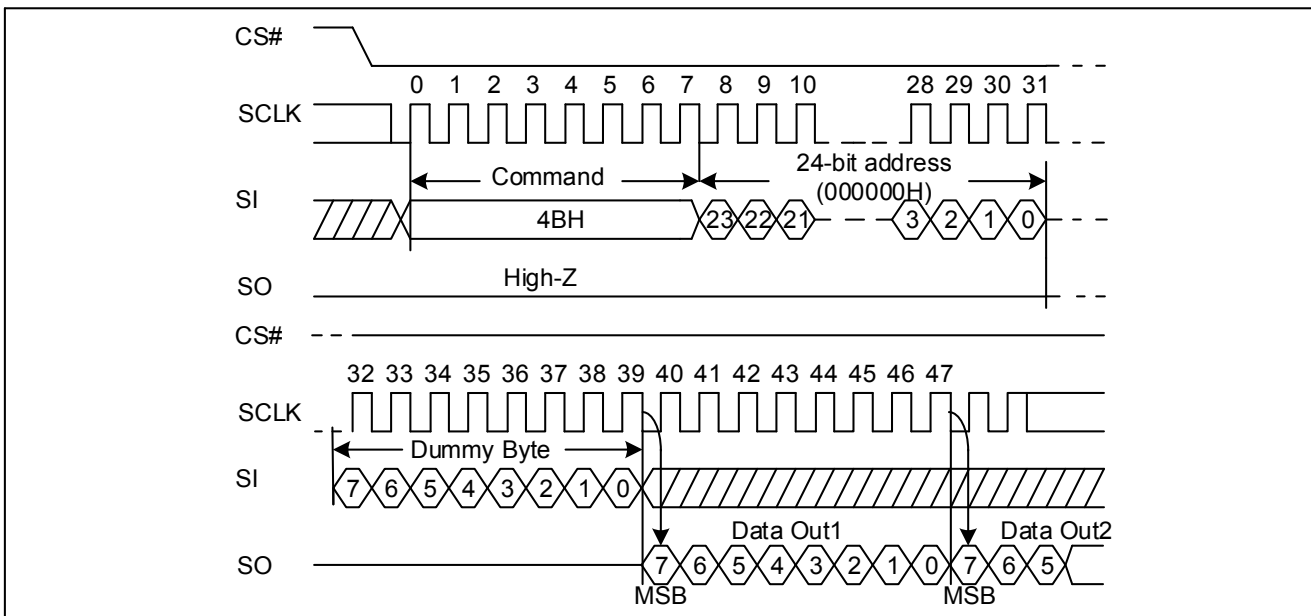 CS#
0 1 2 3 4 5 6 7 8 9 10 28 29 30 31
SCLK
Command 24-bit address
(000000H)
SI
4BH 23 22 21 3 2 1 0
High-Z
SO
CS#
32 33 34 35 36 37 38 39 40 41 42 43 44 45 46 47
SCLK
Dummy Byte
SI
7 6 5 4 3 2 1 0
Data Out1 Data Out2
SO
7 6 5 4 3 2 1 0 7 6 5
MSB MSB